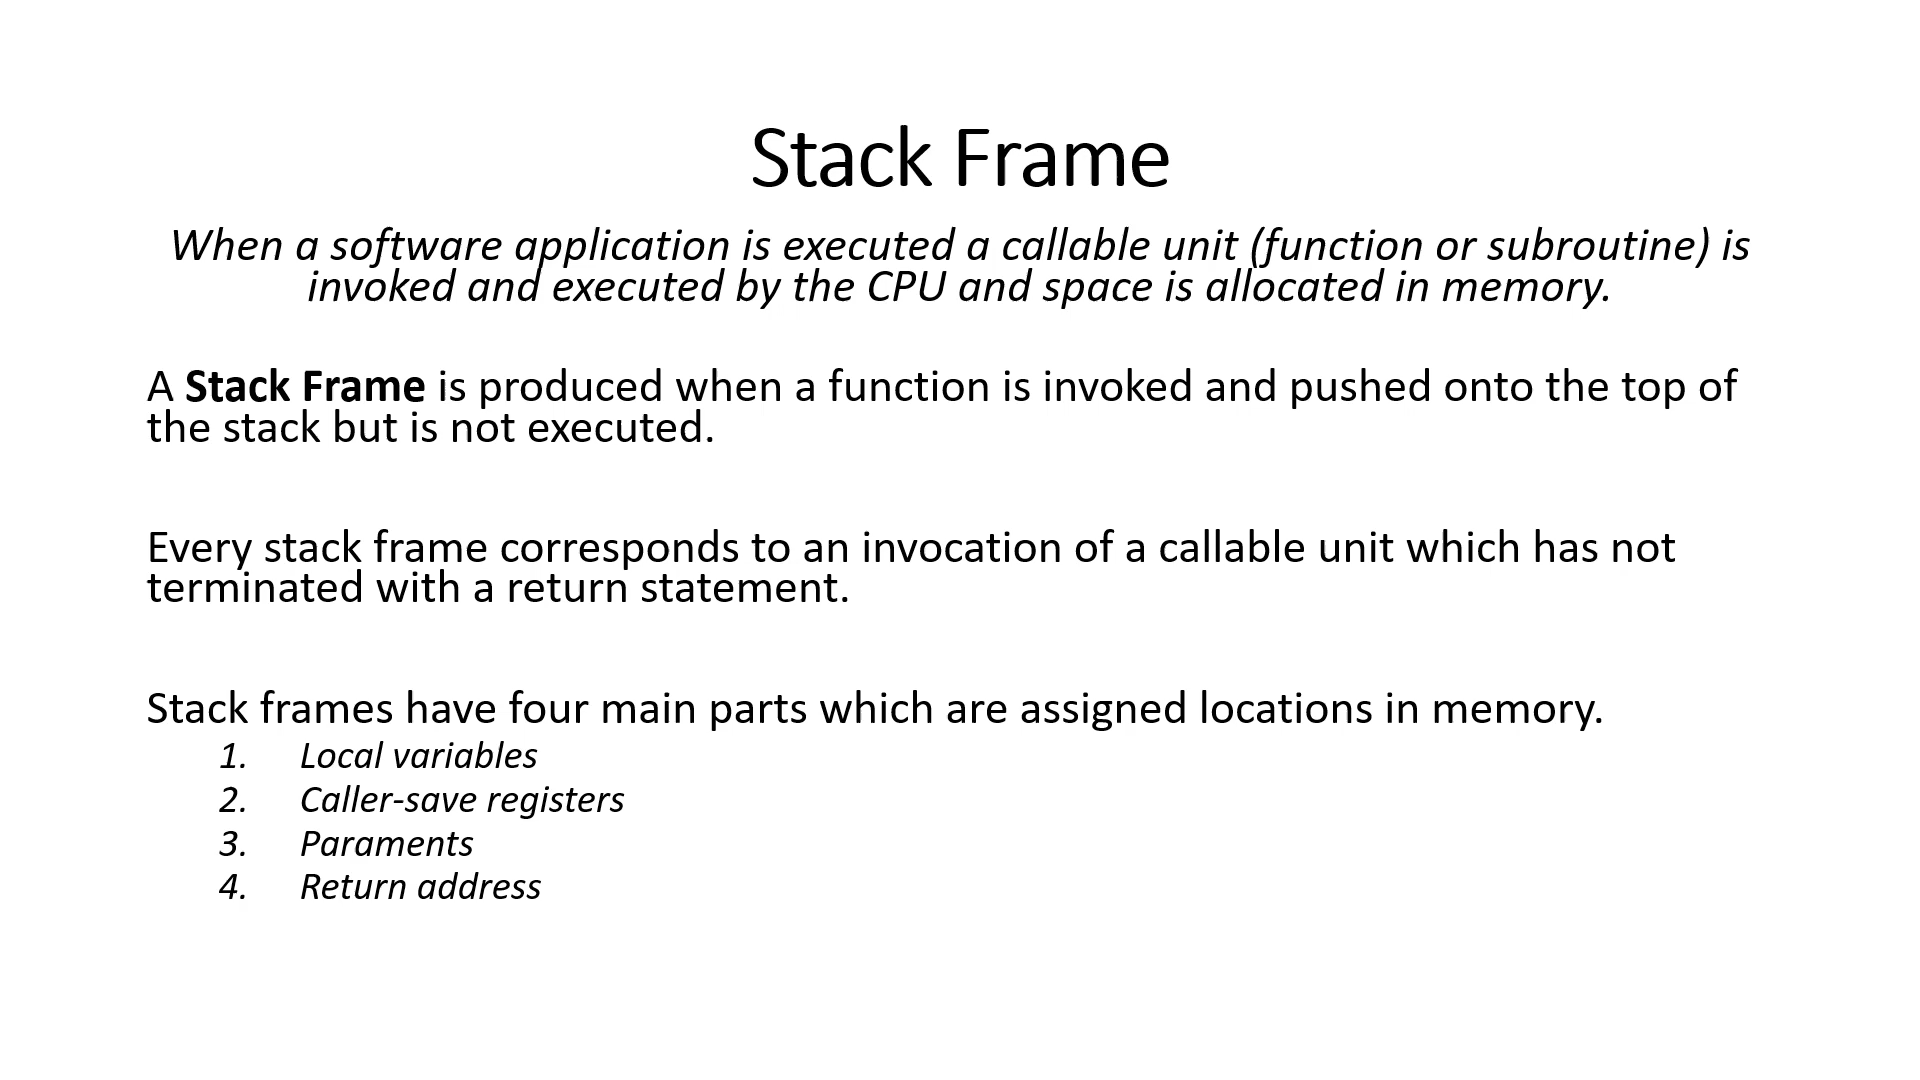 Stack Frame
When a software application is executed a callable unit (function or subroutine) is
invoked and executed by the CPU and space is allocated in memory.
A Stack Frame is produced when a function is invoked and pushed onto the top of
the stack but is not executed.
Every stack frame corresponds to an invocation of a callable unit which has not
terminated with a return statement.
Stack frames have four main parts which are assigned locations in memory.
1. Local variables
2. Caller-save registers
3. Paraments
4. Return address